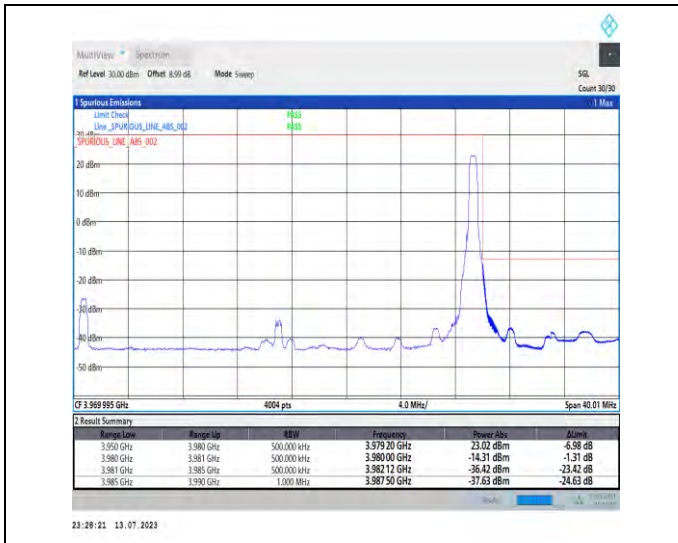 MultiView Spectrum
Ref Level 30.00 dBm Offset 8.99 dB Mode Sweep SGL
Count 30/30
1 Spurious Emissions 1 Max
Limit Check PASS
Line _SPURIOUS_LINE_ABS_002 PASS
30 dBm
_SPURIOUS_LINE_ABS_002
20 dBm
10 dBm
0 dBm
-10 dBm
-20 dBm
-30 dBm
-40 dBm
-50 dBm
CF 3.969 995 GHz 4004 pts 4.0 MHz/ Span 40.01 MHz
2 Result Summary
Range Low Range Up RBW Frequency Power Abs ΔLimit
3.950 GHz 3.980 GHz 500.000 kHz 3.979 20 GHz 23.02 dBm -6.98 dB
3.980 GHz 3.981 GHz 500.000 kHz 3.980 00 GHz -14.31 dBm -1.31 dB
3.981 GHz 3.985 GHz 500.000 kHz 3.982 12 GHz -36.42 dBm -23.42 dB
3.985 GHz 3.990 GHz 1.000 MHz 3.987 50 GHz -37.63 dBm -24.63 dB
Ready
23:28:21 13.07.2023